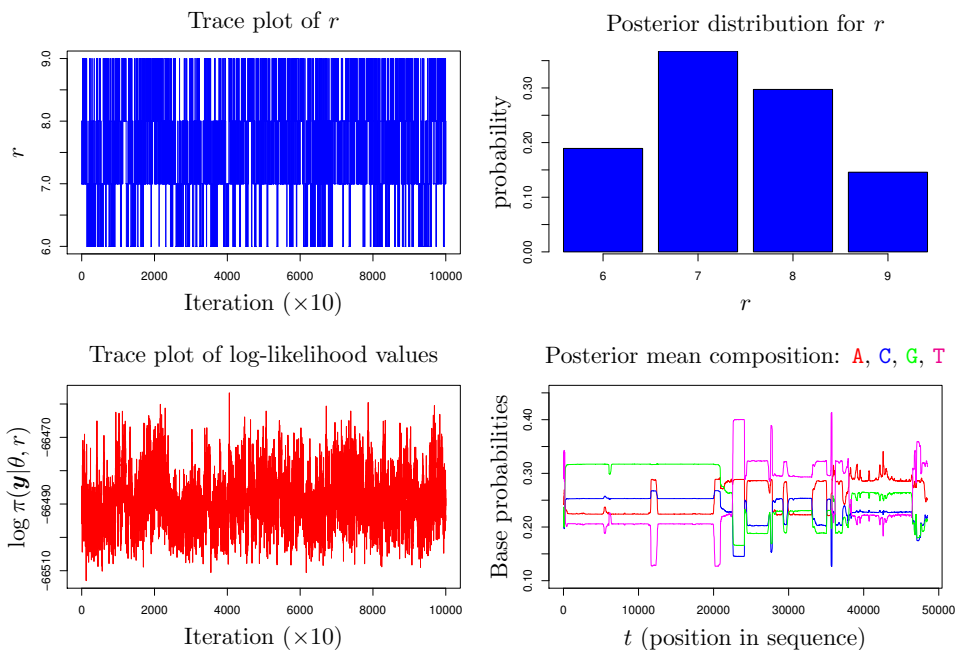 Trace plot of r
9.0
8.0
7.0
6.0
r
0 2000 4000 6000 8000 10000
Iteration (×10)
Posterior distribution for r
0.30
0.20
0.10
0.00
probability
6 7 8 9
r
Trace plot of log-likelihood values
−66470
−66490
−66510
log π(y|θ, r)
0 2000 4000 6000 8000 10000
Iteration (×10)
Posterior mean composition: A, C, G, T
0.40
0.30
0.20
0.10
Base probabilities
0 10000 20000 30000 40000 50000
t (position in sequence)